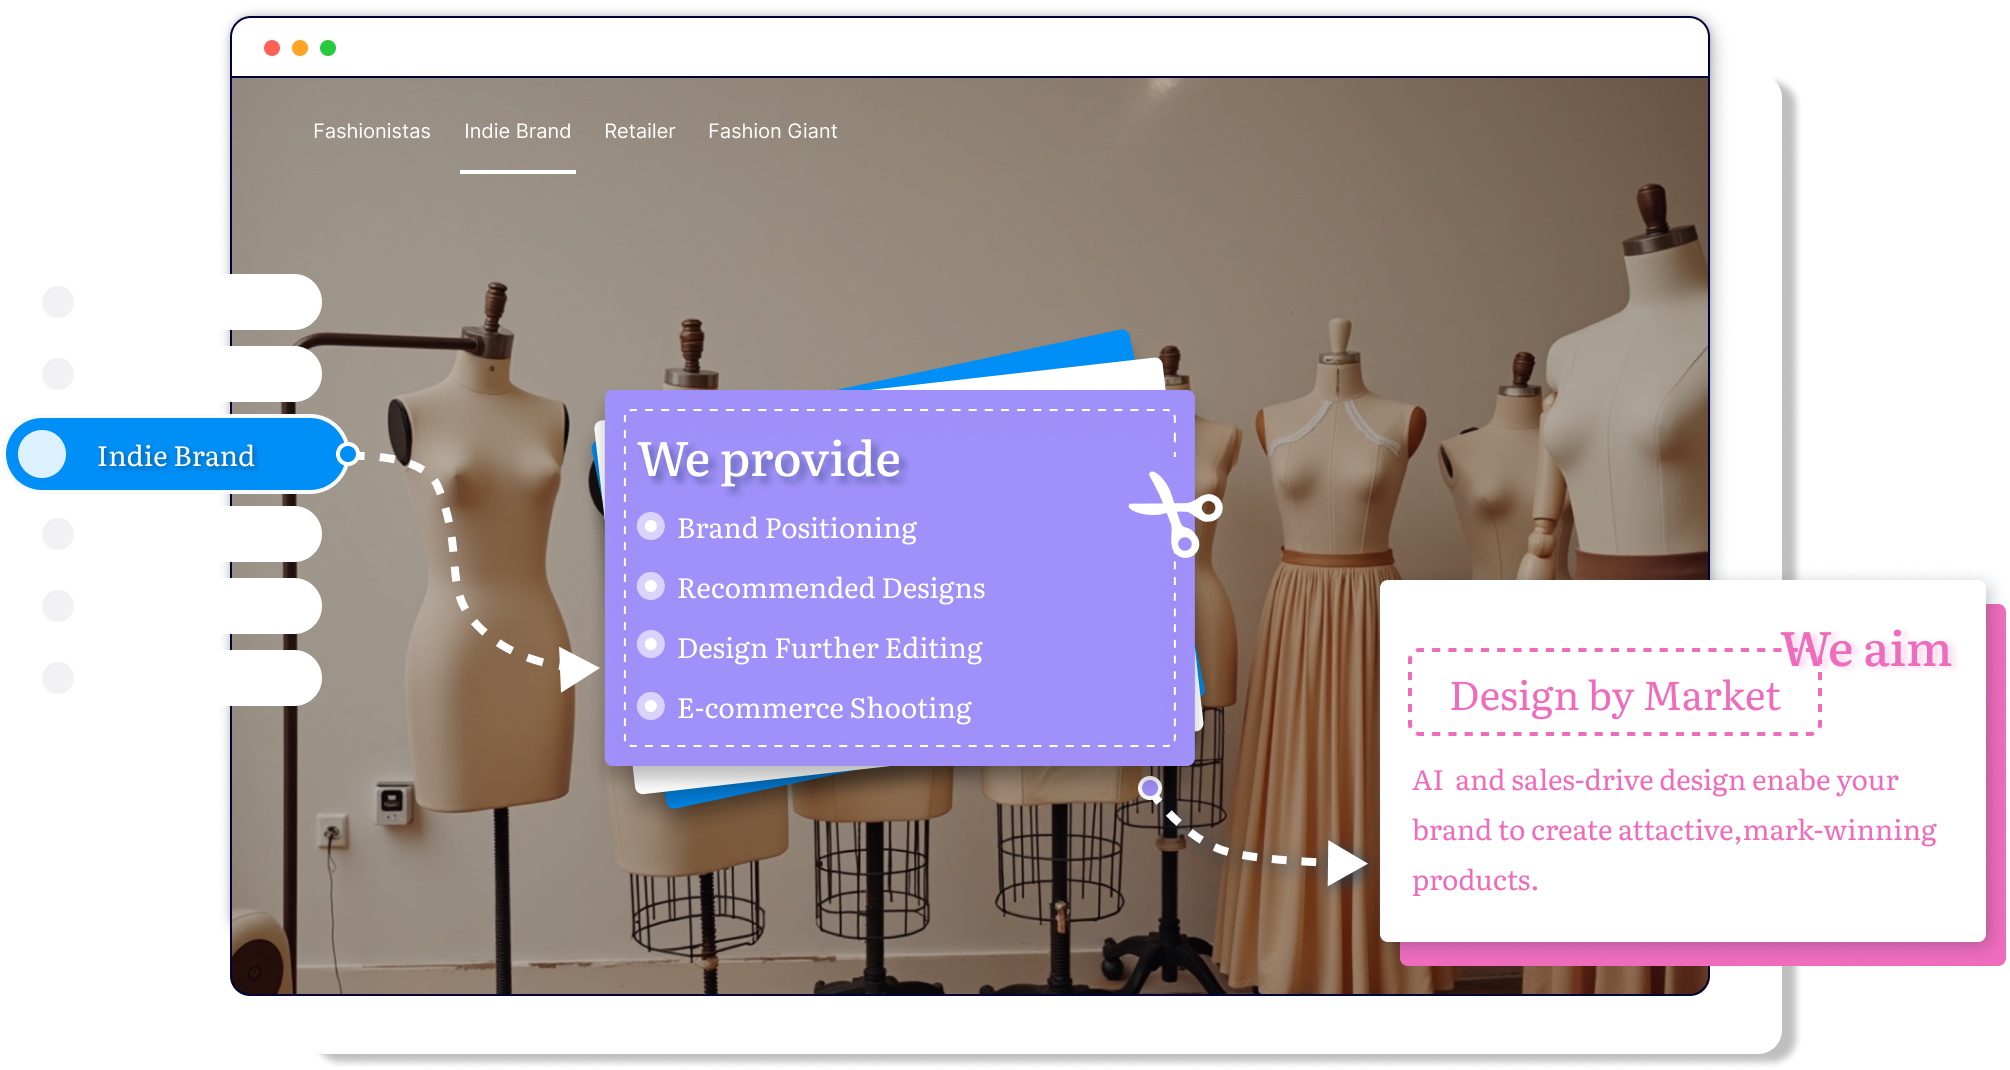 Fashionistas Indie Brand Retailer Fashion Giant
Indie Brand
We provide
Brand Positioning
Recommended Designs
Design Further Editing
E-commerce Shooting
We aim
Design by Market
AI and sales-drive design enabe your
brand to create attactive,mark-winning
products.